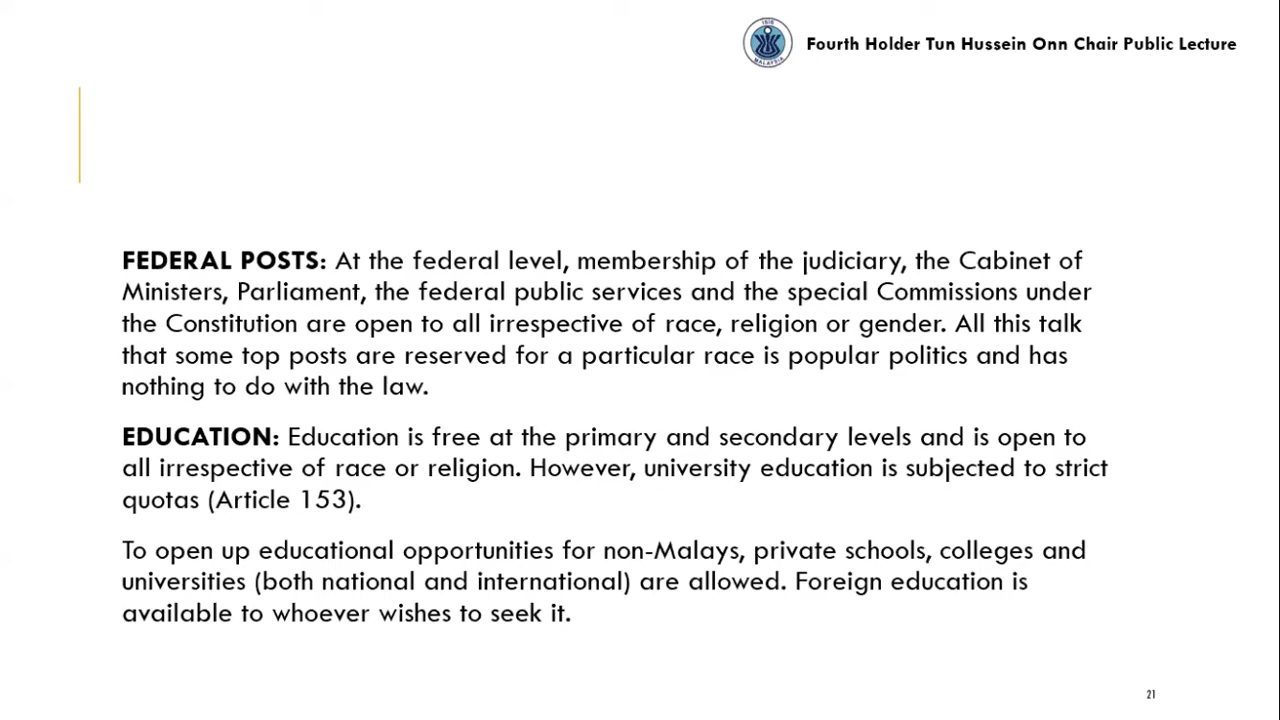 ISIS
MALAYSIA
Fourth Holder Tun Hussein Onn Chair Public Lecture
FEDERAL POSTS: At the federal level, membership of the judiciary, the Cabinet of
Ministers, Parliament, the federal public services and the special Commissions under
the Constitution are open to all irrespective of race, religion or gender. All this talk
that some top posts are reserved for a particular race is popular politics and has
nothing to do with the law.
EDUCATION: Education is free at the primary and secondary levels and is open to
all irrespective of race or religion. However, university education is subjected to strict
quotas (Article 153).
To open up educational opportunities for non-Malays, private schools, colleges and
universities (both national and international) are allowed. Foreign education is
available to whoever wishes to seek it.
21